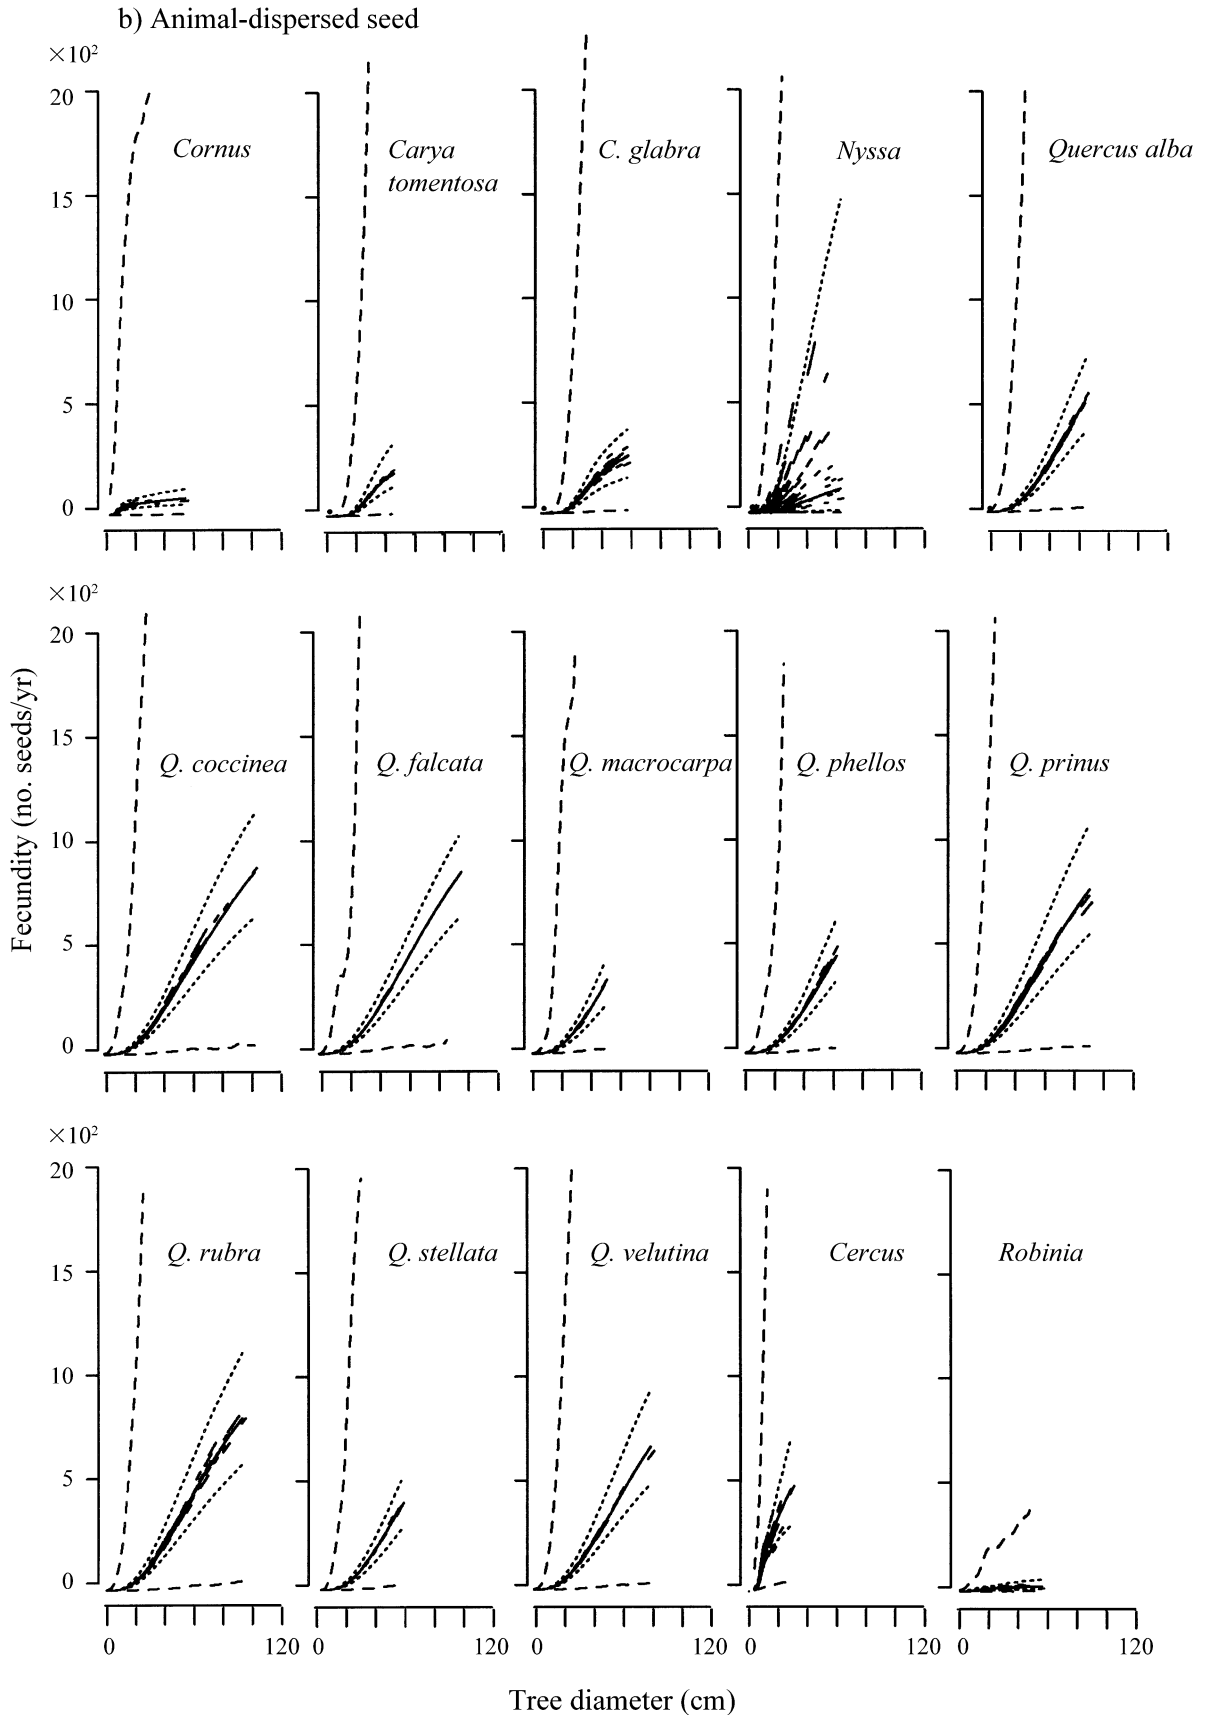 b) Animal-dispersed seed
×10²
20
15
10
5
0
Cornus
Carya
tomentosa
C. glabra
Nyssa
Quercus alba
Fecundity (no. seeds/yr)
×10²
20
15
10
5
0
Q. coccinea
Q. falcata
Q. macrocarpa
Q. phellos
Q. prinus
×10²
20
15
10
5
0
Q. rubra
Q. stellata
Q. velutina
Cercus
Robinia
0 120 0 120 0 120 0 120 0 120
Tree diameter (cm)